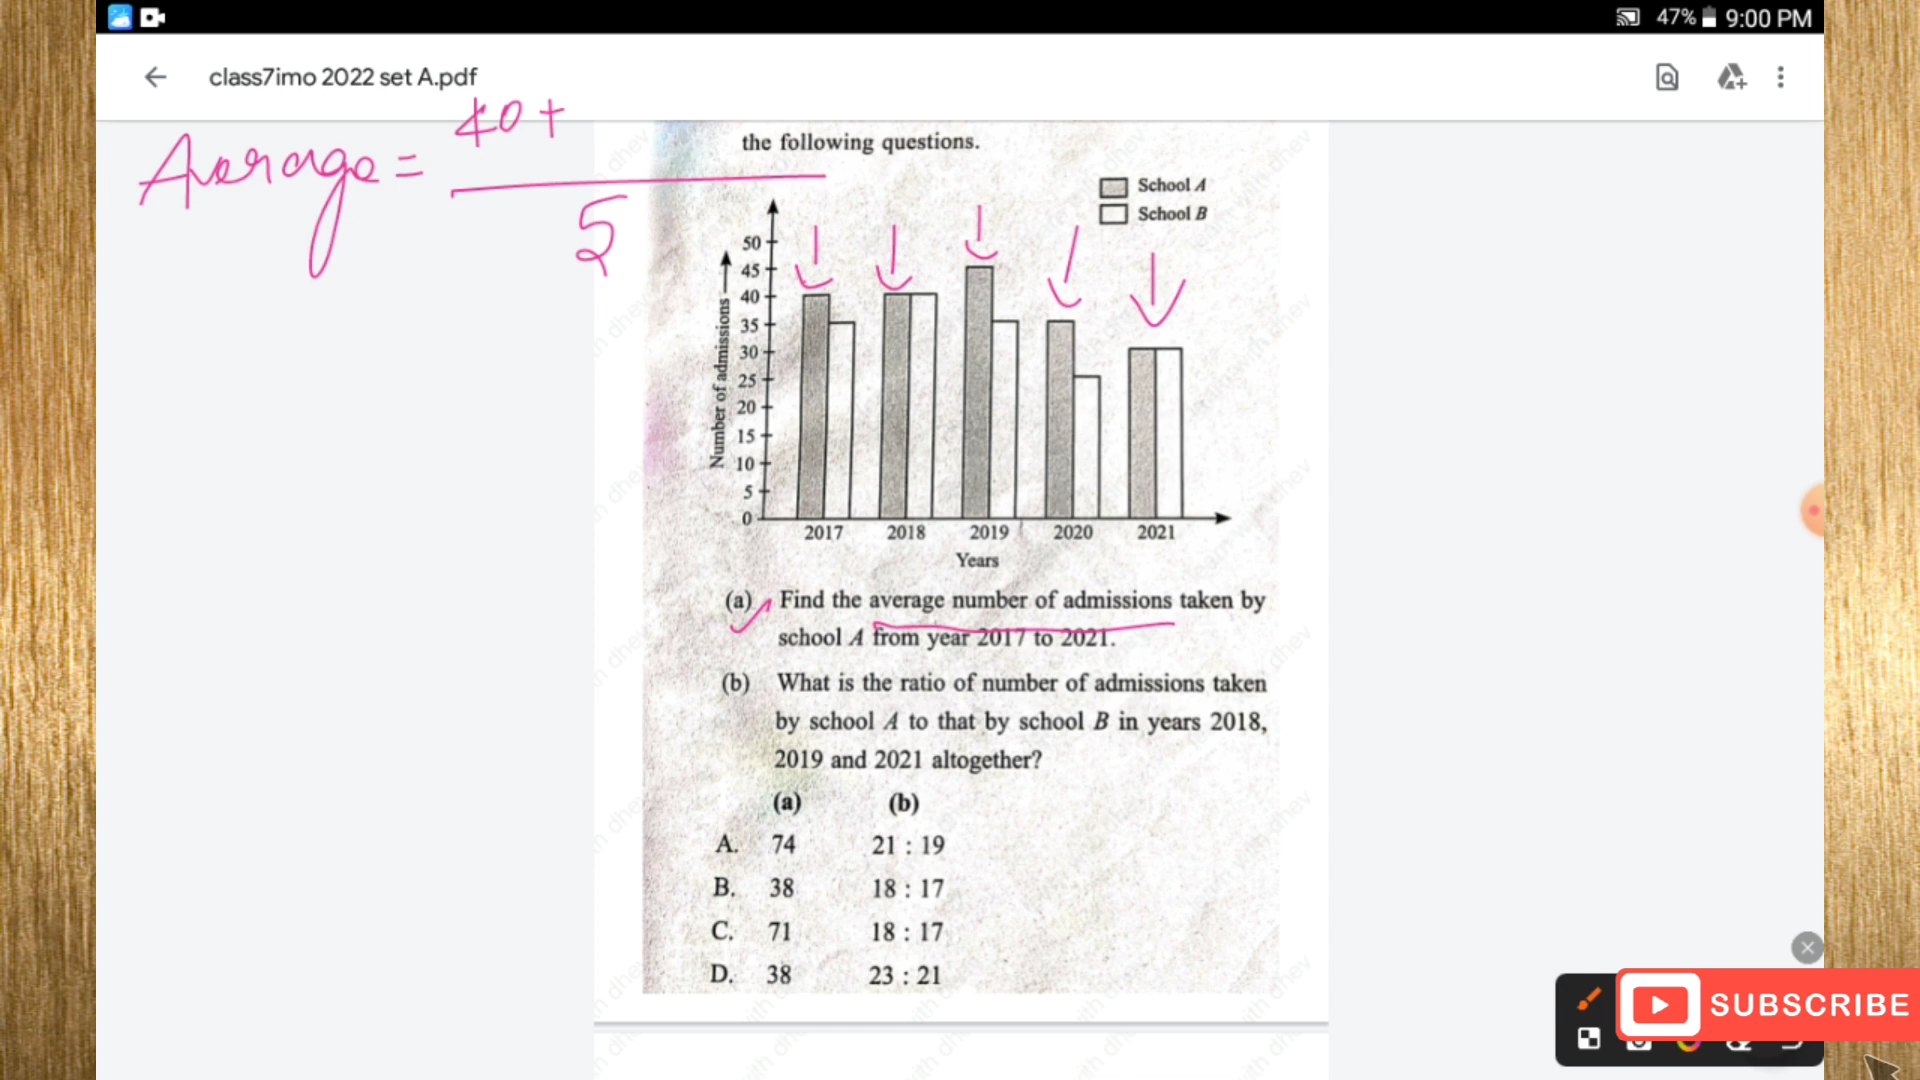 47% 9:00 PM
class7imo 2022 set A.pdf
Average = 40 +
5
the following questions.
School A
School B
Number of admissions
50
45
40
35
30
25
20
15
10
5
0
2017 2018 2019 2020 2021
Years
(a) Find the average number of admissions taken by
school A from year 2017 to 2021.
(b) What is the ratio of number of admissions taken
by school A to that by school B in years 2018,
2019 and 2021 altogether?
(a) (b)
A. 74 21 : 19
B. 38 18 : 17
C. 71 18 : 17
D. 38 23 : 21
SUBSCRIBE